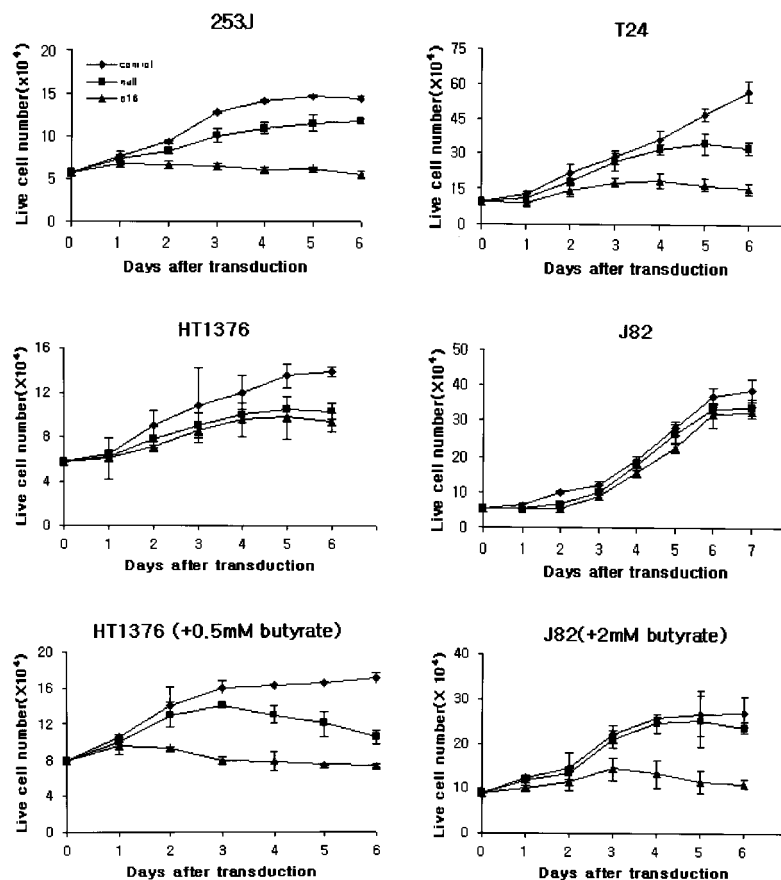 253J
Live cell number(x10⁴)
20
15
10
5
0
control
null
p16
0 1 2 3 4 5 6
Days after transduction
T24
Live cell number(X10⁴)
75
60
45
30
15
0
0 1 2 3 4 5 6
Days after transduction
HT1376
Live cell number(X10⁴)
16
12
8
4
0
0 1 2 3 4 5 6
Days after transduction
J82
Live cell number(X10⁴)
50
40
30
20
10
0
0 1 2 3 4 5 6 7
Days after transduction
HT1376 (+0.5mM butyrate)
Live cell number(X10⁴)
20
16
12
8
4
0
0 1 2 3 4 5 6
Days after transduction
J82(+2mM butyrate)
Live cell number(X 10⁴)
40
30
20
10
0
0 1 2 3 4 5 6
Days after transduction